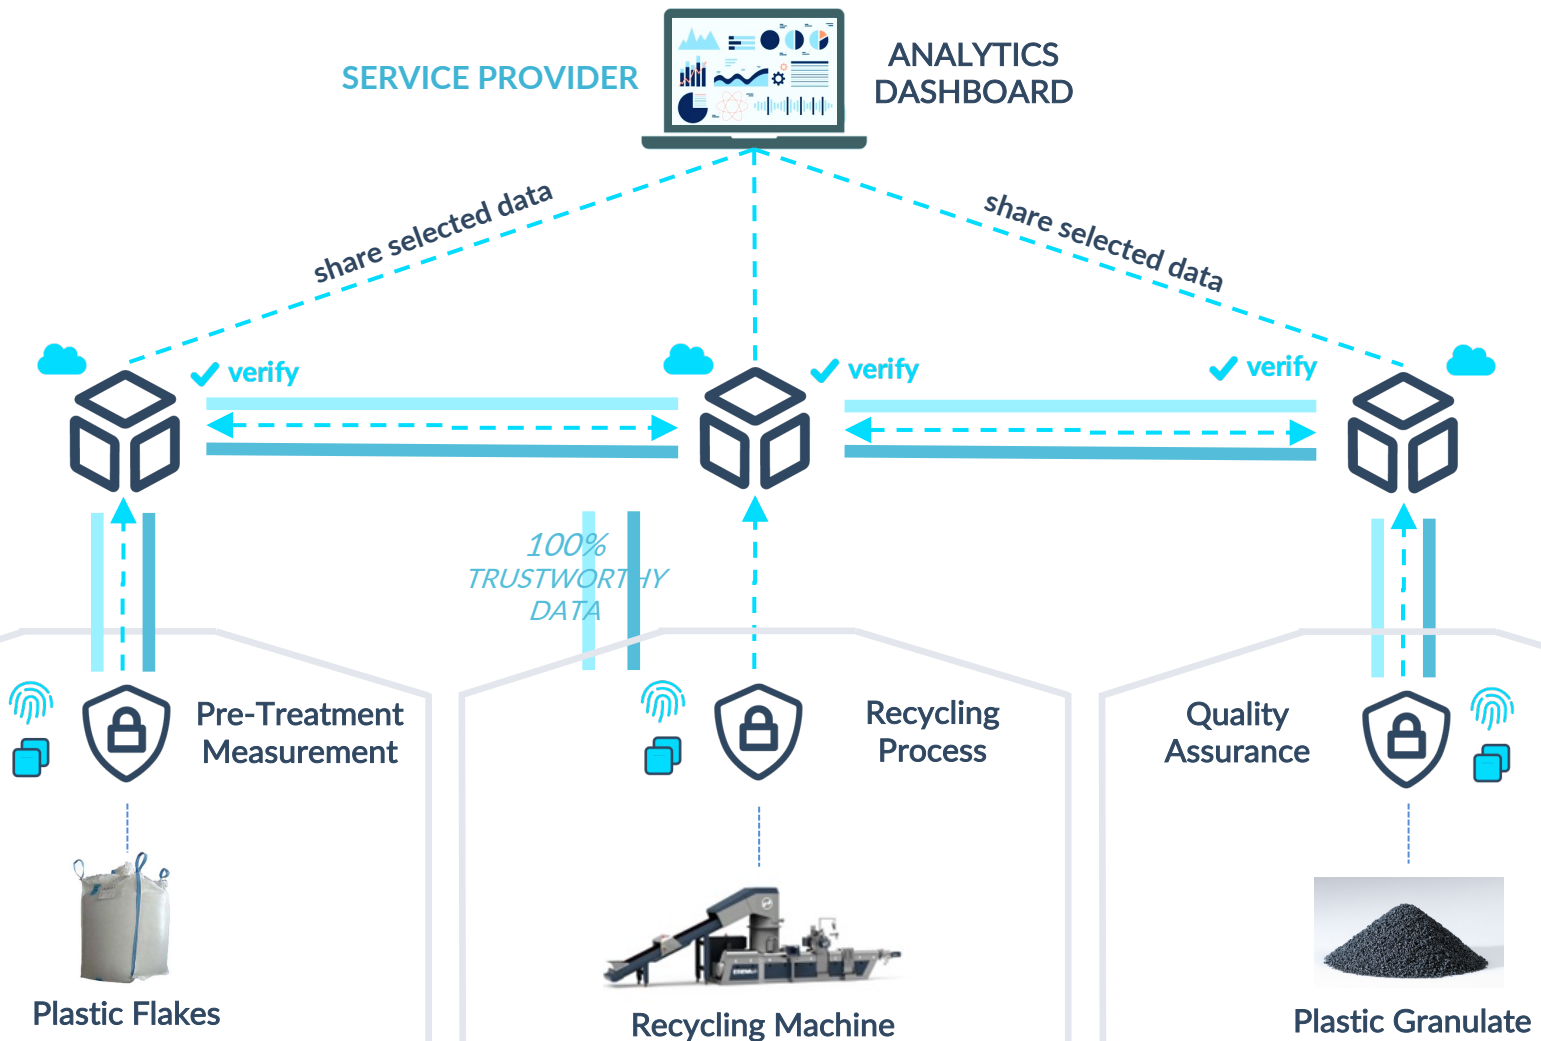 SERVICE PROVIDER
ANALYTICS
DASHBOARD
share selected data
share selected data
verify
verify
verify
100%
TRUSTWORTHY
DATA
Pre-Treatment
Measurement
Recycling
Process
Quality
Assurance
Plastic Flakes
Recycling Machine
Plastic Granulate